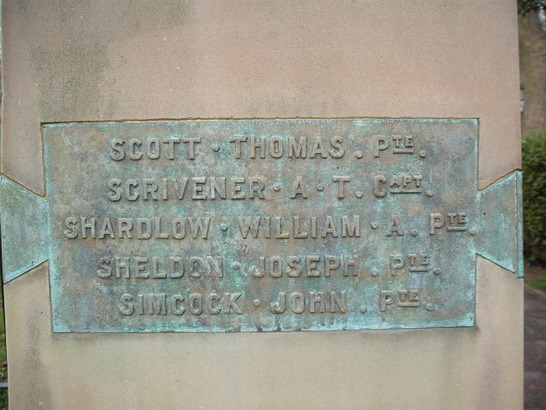 SCOTT · THOMAS . PTE.
SCRIVENER · A · T. CAPT.
SHARDLOW · WILLIAM · A. PTE.
SHELDON · JOSEPH . PTE.
SIMCOCK · JOHN . PTE.